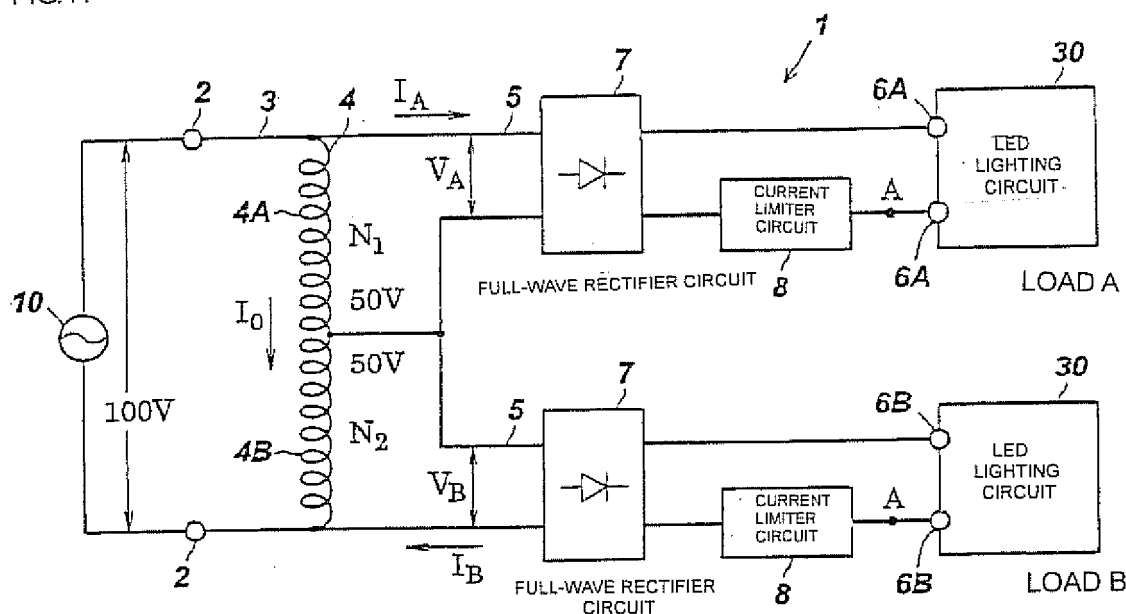 1
30
7
6A
2
3
I_A
4
5
LED
LIGHTING
CIRCUIT
V_A
CURRENT
LIMITER
CIRCUIT
A
4A
N_1
FULL-WAVE RECTIFIER CIRCUIT
8
6A
LOAD A
10
I_0
50V
50V
100V
7
30
5
6B
N_2
4B
LED
LIGHTING
CIRCUIT
V_B
CURRENT
LIMITER
CIRCUIT
A
2
I_B
FULL-WAVE RECTIFIER
CIRCUIT
8
6B
LOAD B